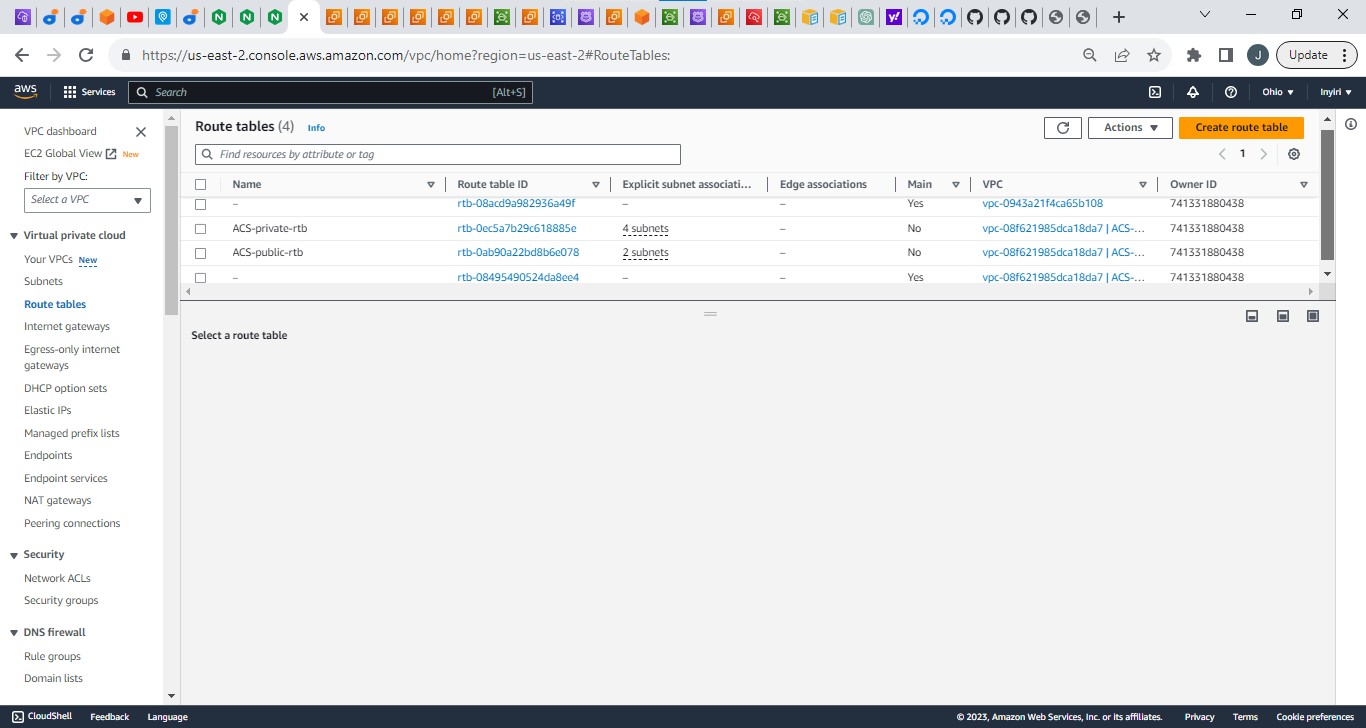 https://us-east-2.console.aws.amazon.com/vpc/home?region=us-east-2#RouteTables:
J
Update
aws
Services
Search
[Alt+S]
Ohio
Inyiri
VPC dashboard
EC2 Global View New
Filter by VPC:
Select a VPC
Virtual private cloud
Your VPCs New
Subnets
Route tables
Internet gateways
Egress-only internet
gateways
DHCP option sets
Elastic IPs
Managed prefix lists
Endpoints
Endpoint services
NAT gateways
Peering connections
Security
Network ACLs
Security groups
DNS firewall
Rule groups
Domain lists
Route tables (4) Info
Actions
Create route table
Find resources by attribute or tag
1
Name Route table ID Explicit subnet associati... Edge associations Main VPC Owner ID
– rtb-08acd9a982936a49f – – Yes vpc-0943a21f4ca65b108 741331880438
ACS-private-rtb rtb-0ec5a7b29c618885e 4 subnets – No vpc-08f621985dca18da7 | ACS-... 741331880438
ACS-public-rtb rtb-0ab90a22bd8b6e078 2 subnets – No vpc-08f621985dca18da7 | ACS-... 741331880438
– rtb-08495490524da8ee4 – – Yes vpc-08f621985dca18da7 | ACS-... 741331880438
Select a route table
CloudShell Feedback Language
© 2023, Amazon Web Services, Inc. or its affiliates. Privacy Terms Cookie preferences